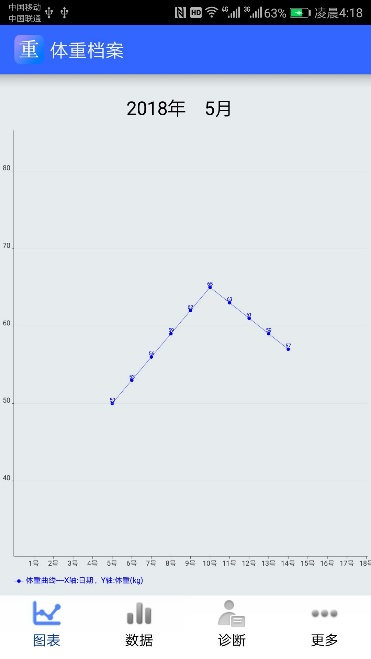 中国移动
中国联通
HD 4G 3G 63% 凌晨4:18
重 体重档案
2018年 5月
80
70
60
50
40
1号 2号 3号 4号 5号 6号 7号 8号 9号 10号 11号 12号 13号 14号 15号 16号 17号 18号
体重曲线—X轴:日期、Y轴:体重(kg)
图表 数据 诊断 更多